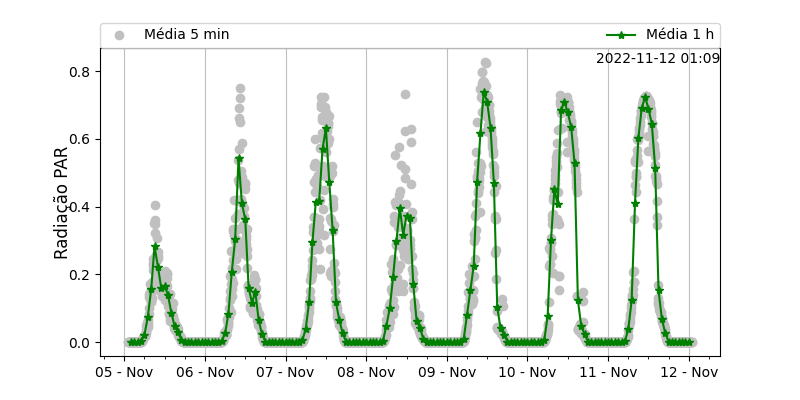 Média 5 min
Média 1 h
2022-11-12 01:09
Radiação PAR
0.8
0.6
0.4
0.2
0.0
05 - Nov
06 - Nov
07 - Nov
08 - Nov
09 - Nov
10 - Nov
11 - Nov
12 - Nov